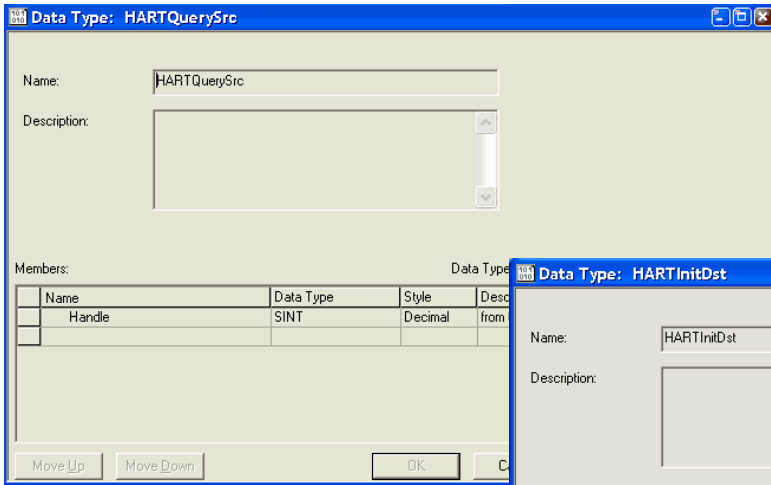 Data Type: HARTQuerySrc
Name: HARTQuerySrc
Description:
Members: Data Type
Name Data Type Style Desc
Handle SINT Decimal from
Move Up Move Down OK
Data Type: HARTInitDst
Name: HARTInitDst
Description: